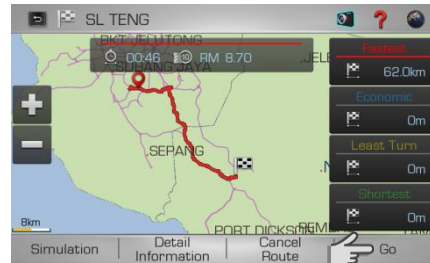 SL TENG
?
BKT JELUTONG
SUBANG JAYA
00:46 RM 8.70
JEL
Fastest
62.0km
Economic
0m
Least Turn
0m
Shortest
0m
+
SEPANG
PORT DICKSON
8km
Simulation
Detail
Information
Cancel
Route
Go